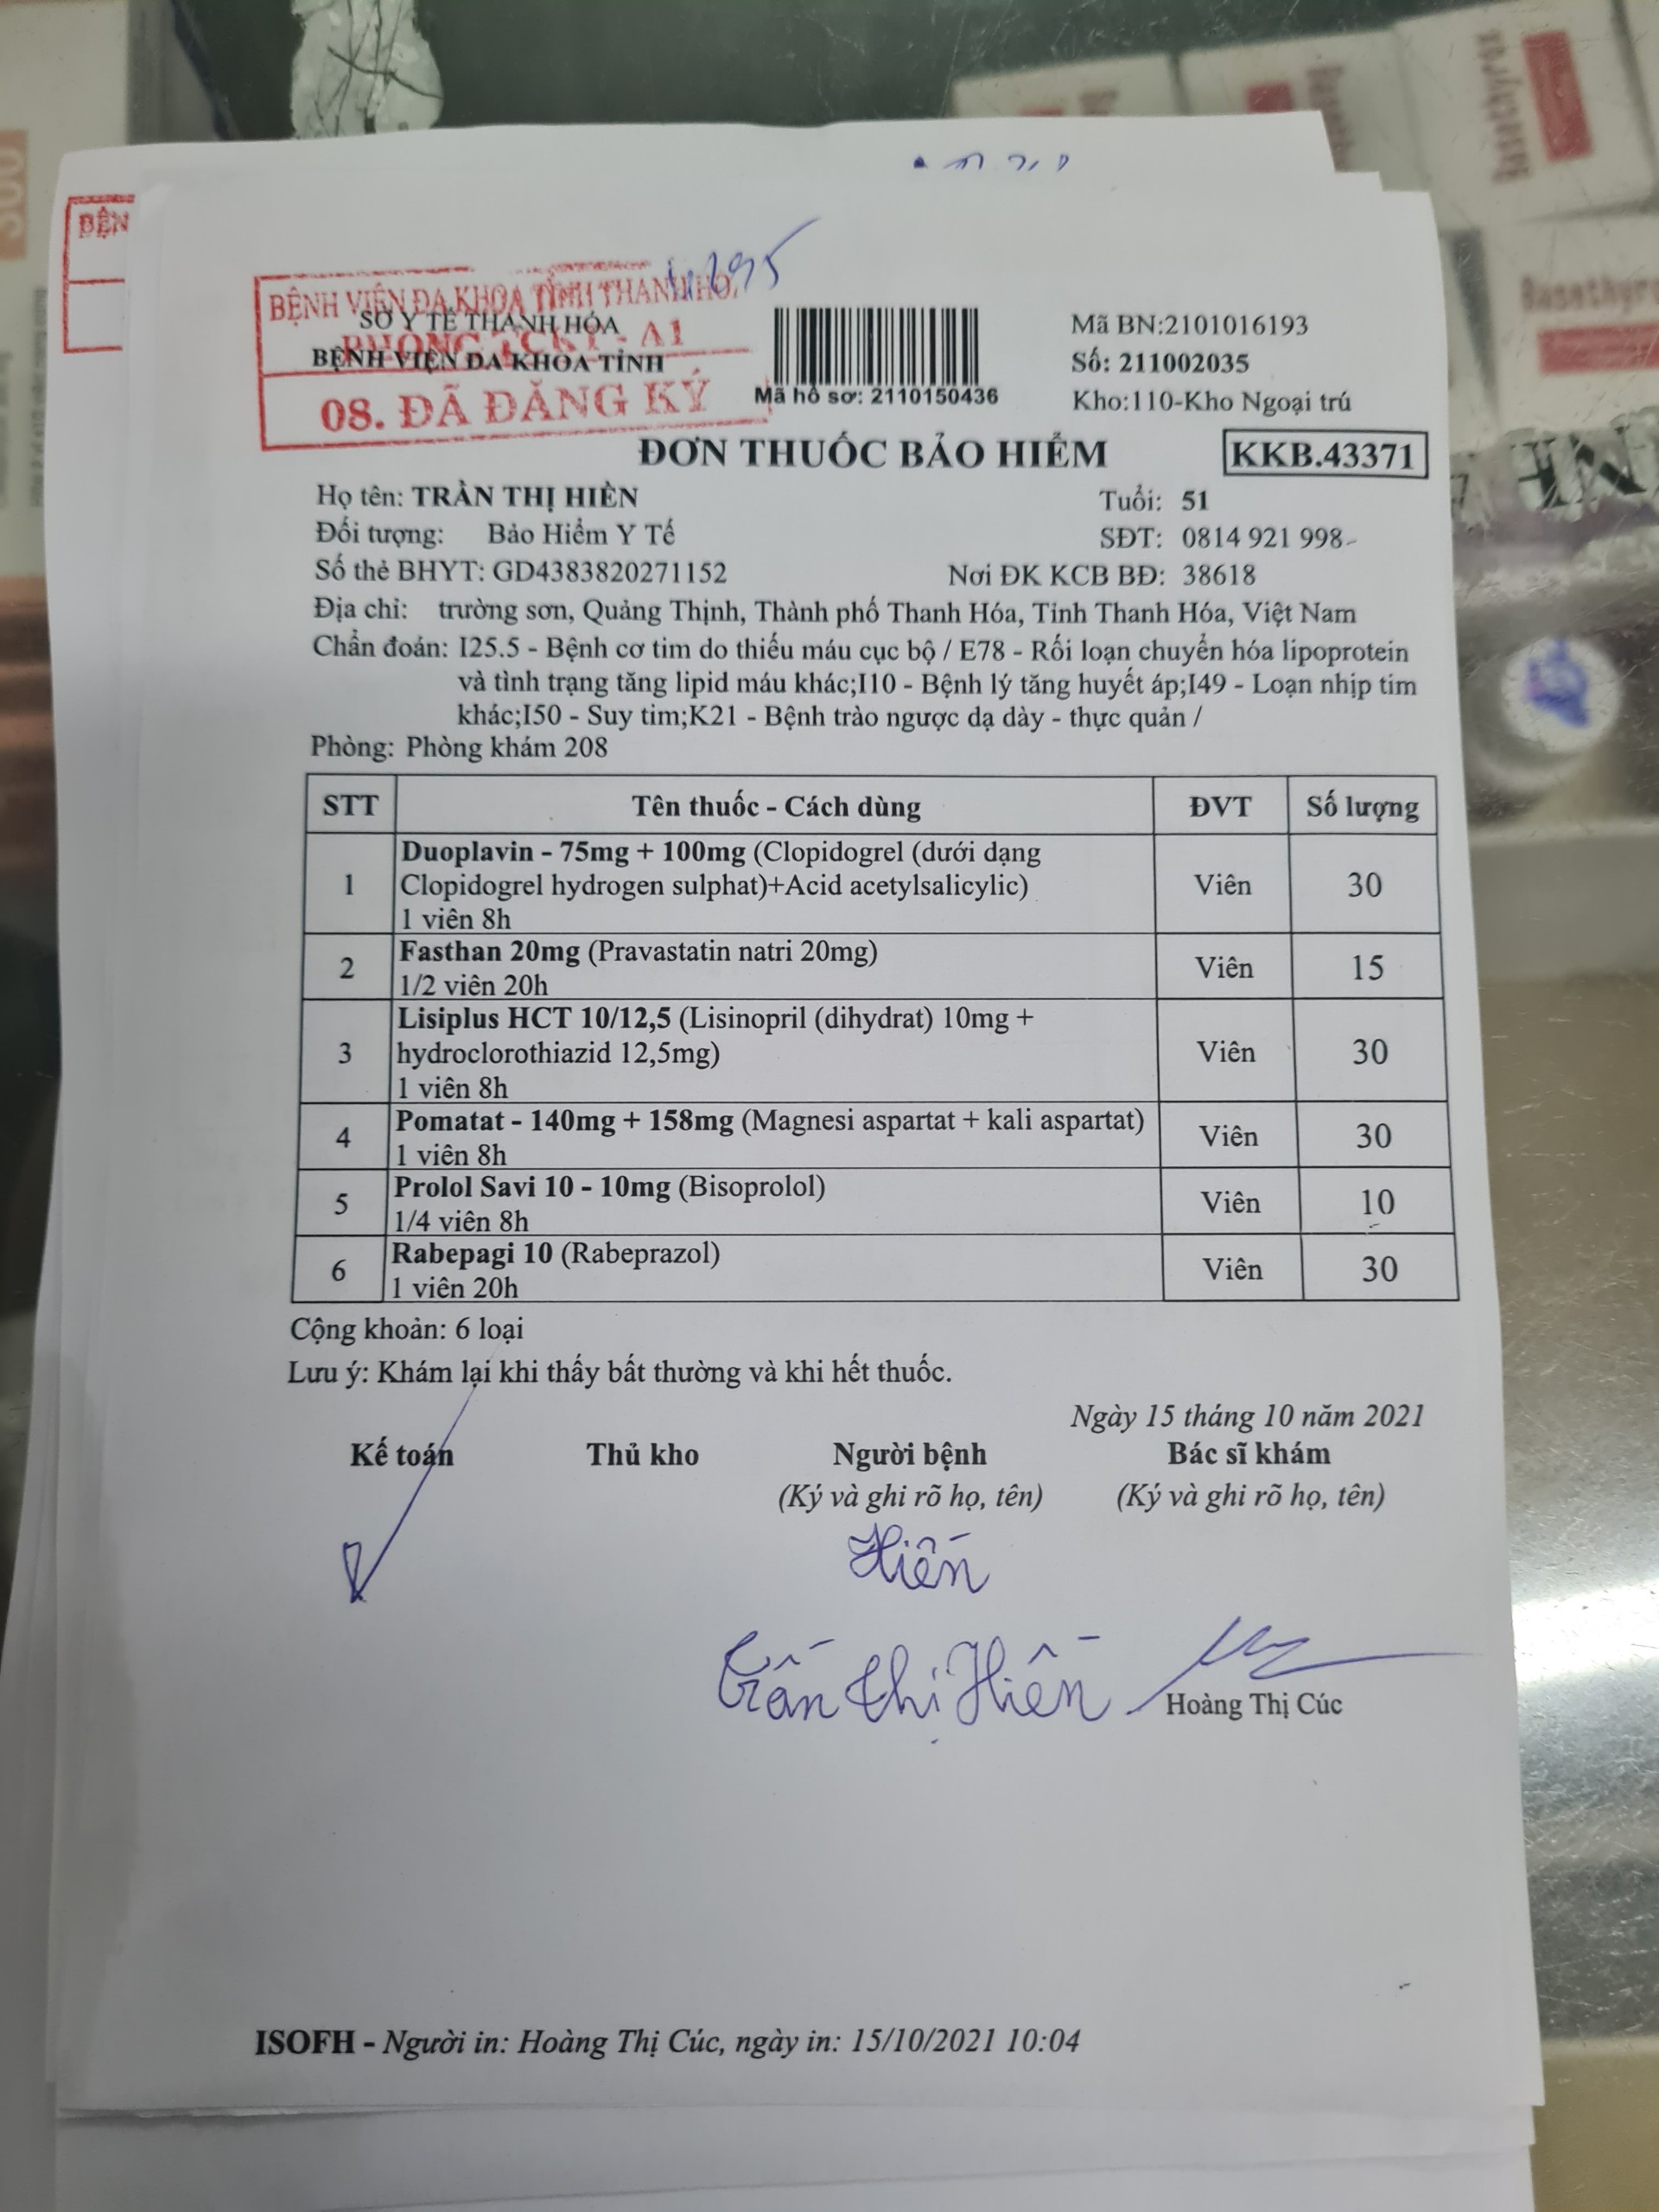 BỆNH VIỆN ĐA KHOA TỈNH THANH HÓA
SỞ Y TẾ THANH HÓA
PHÒNG TCKT - A1
BỆNH VIỆN ĐA KHOA TỈNH
08. ĐÃ ĐĂNG KÝ
BỆN
Mã hồ sơ: 2110150436
Mã BN:2101016193
Số: 211002035
Kho:110-Kho Ngoại trú
ĐƠN THUỐC BẢO HIỂM
KKB.43371
Họ tên: TRẦN THỊ HIỀN Tuổi: 51
Đối tượng: Bảo Hiểm Y Tế SĐT: 0814 921 998
Số thẻ BHYT: GD4383820271152 Nơi ĐK KCB BĐ: 38618
Địa chỉ: trường sơn, Quảng Thịnh, Thành phố Thanh Hóa, Tỉnh Thanh Hóa, Việt Nam
Chẩn đoán: I25.5 - Bệnh cơ tim do thiếu máu cục bộ / E78 - Rối loạn chuyển hóa lipoprotein
và tình trạng tăng lipid máu khác;I10 - Bệnh lý tăng huyết áp;I49 - Loạn nhịp tim
khác;I50 - Suy tim;K21 - Bệnh trào ngược dạ dày - thực quản /
Phòng: Phòng khám 208
STT Tên thuốc - Cách dùng ĐVT Số lượng
1 Duoplavin - 75mg + 100mg (Clopidogrel (dưới dạng
Clopidogrel hydrogen sulphat)+Acid acetylsalicylic) Viên 30
1 viên 8h
2 Fasthan 20mg (Pravastatin natri 20mg) Viên 15
1/2 viên 20h
3 Lisiplus HCT 10/12,5 (Lisinopril (dihydrat) 10mg +
hydroclorothiazid 12,5mg) Viên 30
1 viên 8h
4 Pomatat - 140mg + 158mg (Magnesi aspartat + kali aspartat) Viên 30
1 viên 8h
5 Prolol Savi 10 - 10mg (Bisoprolol) Viên 10
1/4 viên 8h
6 Rabepagi 10 (Rabeprazol) Viên 30
1 viên 20h
Cộng khoản: 6 loại
Lưu ý: Khám lại khi thấy bất thường và khi hết thuốc.
Ngày 15 tháng 10 năm 2021
Kế toán Thủ kho Người bệnh Bác sĩ khám
(Ký và ghi rõ họ, tên) (Ký và ghi rõ họ, tên)
Hiền
Trần Thị Hiền
Hoàng Thị Cúc
ISOFH - Người in: Hoàng Thị Cúc, ngày in: 15/10/2021 10:04